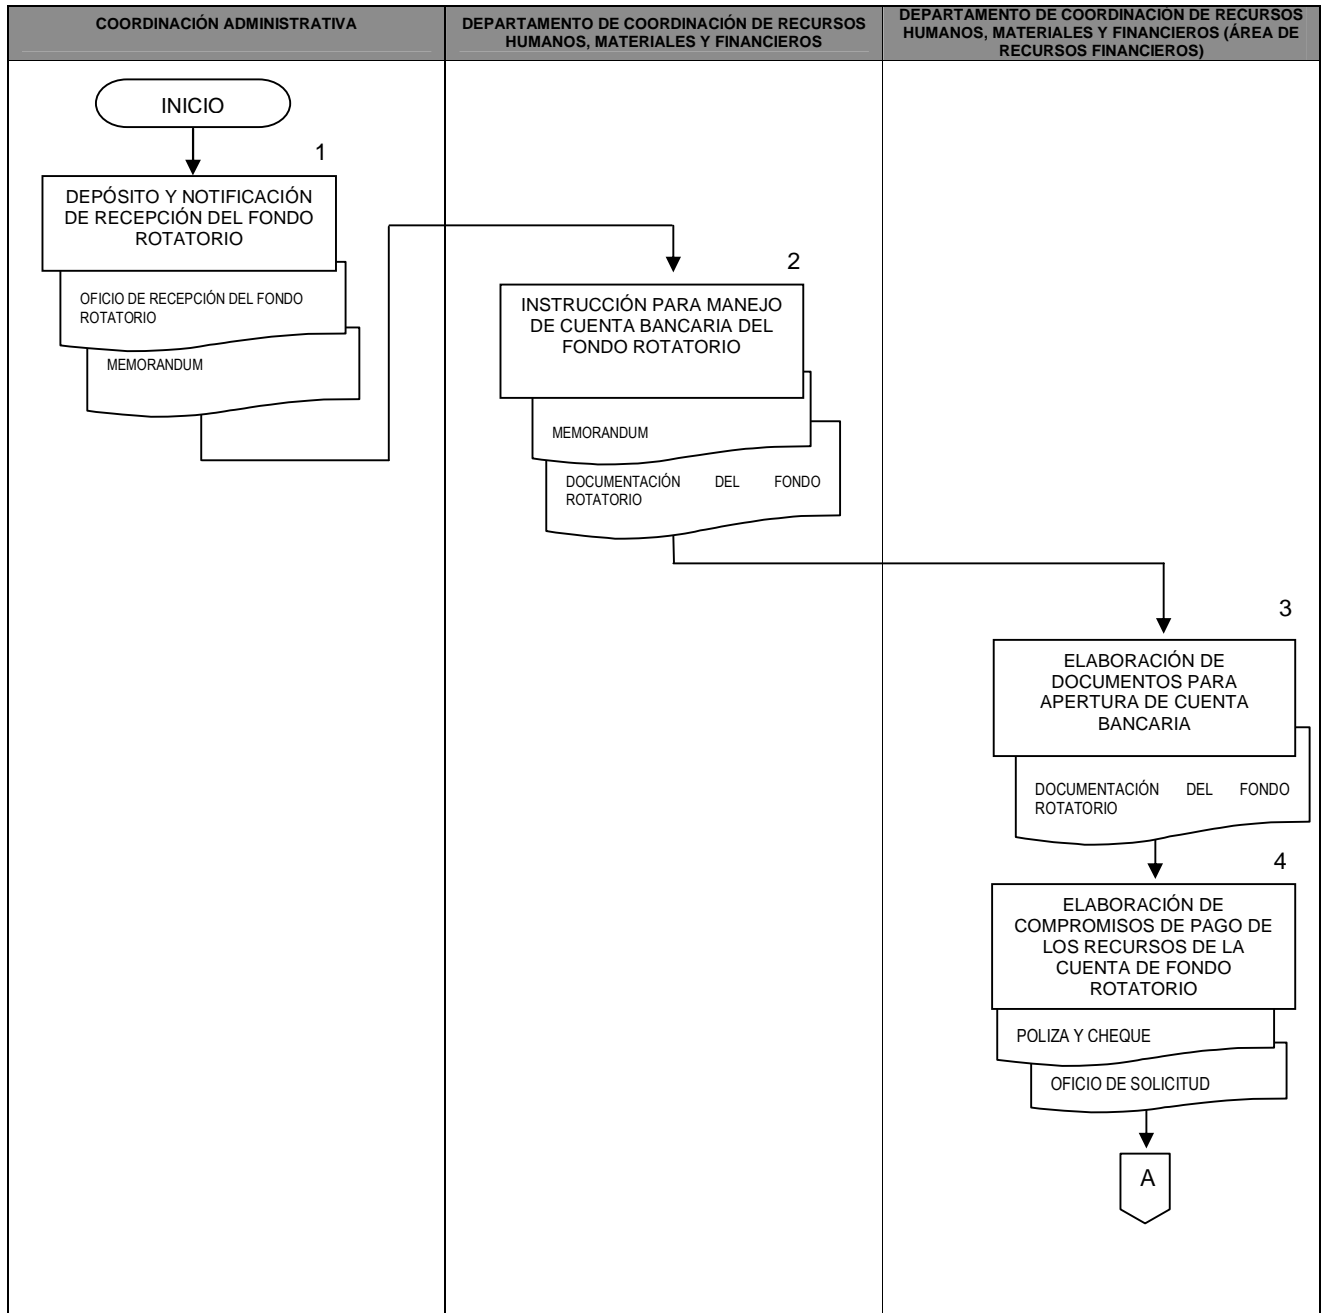 COORDINACIÓN ADMINISTRATIVA
DEPARTAMENTO DE COORDINACIÓN DE RECURSOS
HUMANOS, MATERIALES Y FINANCIEROS
DEPARTAMENTO DE COORDINACIÓN DE RECURSOS
HUMANOS, MATERIALES Y FINANCIEROS (ÁREA DE
RECURSOS FINANCIEROS)
INICIO
1
DEPÓSITO Y NOTIFICACIÓN
DE RECEPCIÓN DEL FONDO
ROTATORIO
OFICIO DE RECEPCIÓN DEL FONDO
ROTATORIO
MEMORANDUM
2
INSTRUCCIÓN PARA MANEJO
DE CUENTA BANCARIA DEL
FONDO ROTATORIO
MEMORANDUM
DOCUMENTACIÓN DEL FONDO
ROTATORIO
3
ELABORACIÓN DE
DOCUMENTOS PARA
APERTURA DE CUENTA
BANCARIA
DOCUMENTACIÓN DEL FONDO
ROTATORIO
4
ELABORACIÓN DE
COMPROMISOS DE PAGO DE
LOS RECURSOS DE LA
CUENTA DE FONDO
ROTATORIO
POLIZA Y CHEQUE
OFICIO DE SOLICITUD
A